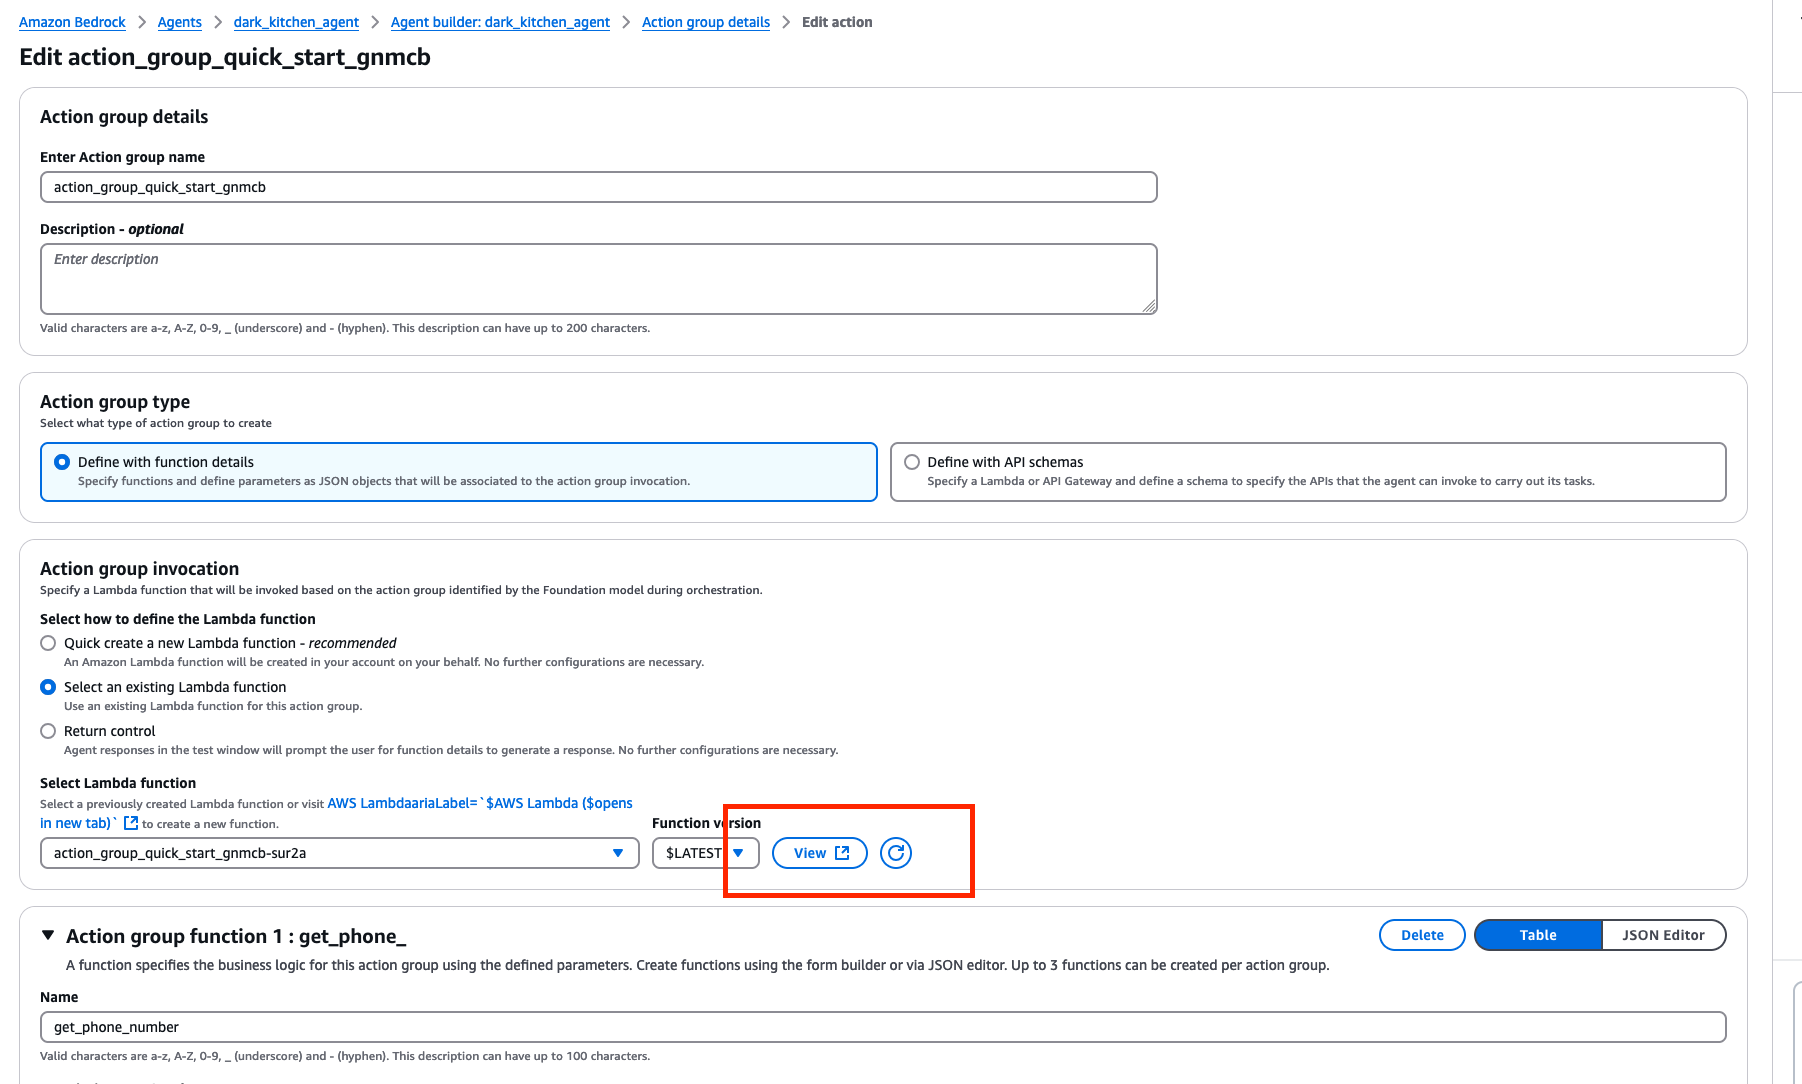 Amazon Bedrock > Agents > dark_kitchen_agent > Agent builder: dark_kitchen_agent > Action group details > Edit action
Edit action_group_quick_start_gnmcb
Action group details
Enter Action group name
action_group_quick_start_gnmcb
Description - optional
Enter description
Valid characters are a-z, A-Z, 0-9, _ (underscore) and - (hyphen). This description can have up to 200 characters.
Action group type
Select what type of action group to create
Define with function details
Specify functions and define parameters as JSON objects that will be associated to the action group invocation.
Define with API schemas
Specify a Lambda or API Gateway and define a schema to specify the APIs that the agent can invoke to carry out its tasks.
Action group invocation
Specify a Lambda function that will be invoked based on the action group identified by the Foundation model during orchestration.
Select how to define the Lambda function
Quick create a new Lambda function - recommended
An Amazon Lambda function will be created in your account on your behalf. No further configurations are necessary.
Select an existing Lambda function
Use an existing Lambda function for this action group.
Return control
Agent responses in the test window will prompt the user for function details to generate a response. No further configurations are necessary.
Select Lambda function
Select a previously created Lambda function or visit AWS LambdaariaLabel=`$AWS Lambda ($opens
in new tab)` to create a new function.
Function version
action_group_quick_start_gnmcb-sur2a
$LATEST
View
Action group function 1 : get_phone_
Delete
Table
JSON Editor
A function specifies the business logic for this action group using the defined parameters. Create functions using the form builder or via JSON editor. Up to 3 functions can be created per action group.
Name
get_phone_number
Valid characters are a-z, A-Z, 0-9, _ (underscore) and - (hyphen). This description can have up to 100 characters.